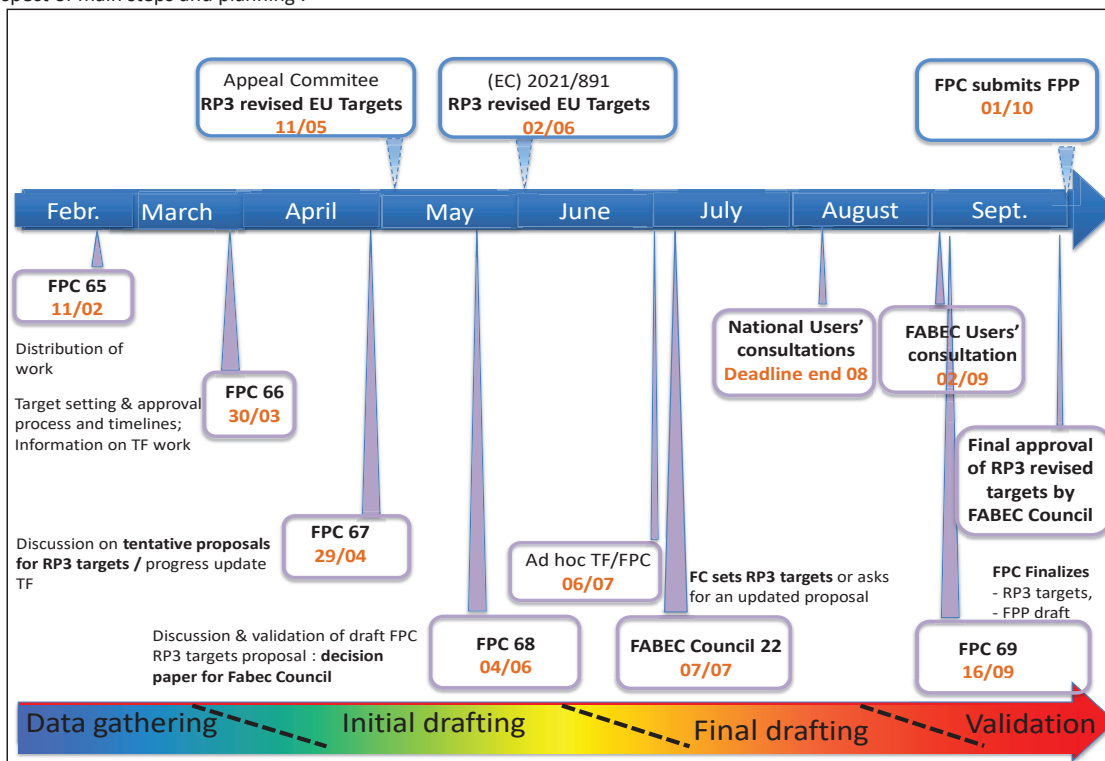 spect of main steps and planning :
Appeal Commitee
RP3 revised EU Targets
11/05
(EC) 2021/891
RP3 revised EU Targets
02/06
FPC submits FPP
01/10
Febr. March April May June July August Sept.
FPC 65
11/02
Distribution of
work
FPC 66
30/03
Target setting & approval
process and timelines;
Information on TF work
National Users’
consultations
Deadline end 08
FABEC Users’
consultation
02/09
Final approval
of RP3 revised
targets by
FABEC Council
FPC 67
29/04
Discussion on tentative proposals
for RP3 targets / progress update
TF
Ad hoc TF/FPC
06/07
FC sets RP3 targets or asks
for an updated proposal
FPC Finalizes
- RP3 targets,
- FPP draft
Discussion & validation of draft FPC
RP3 targets proposal : decision
paper for Fabec Council
FPC 68
04/06
FABEC Council 22
07/07
FPC 69
16/09
Data gathering Initial drafting Final drafting Validation